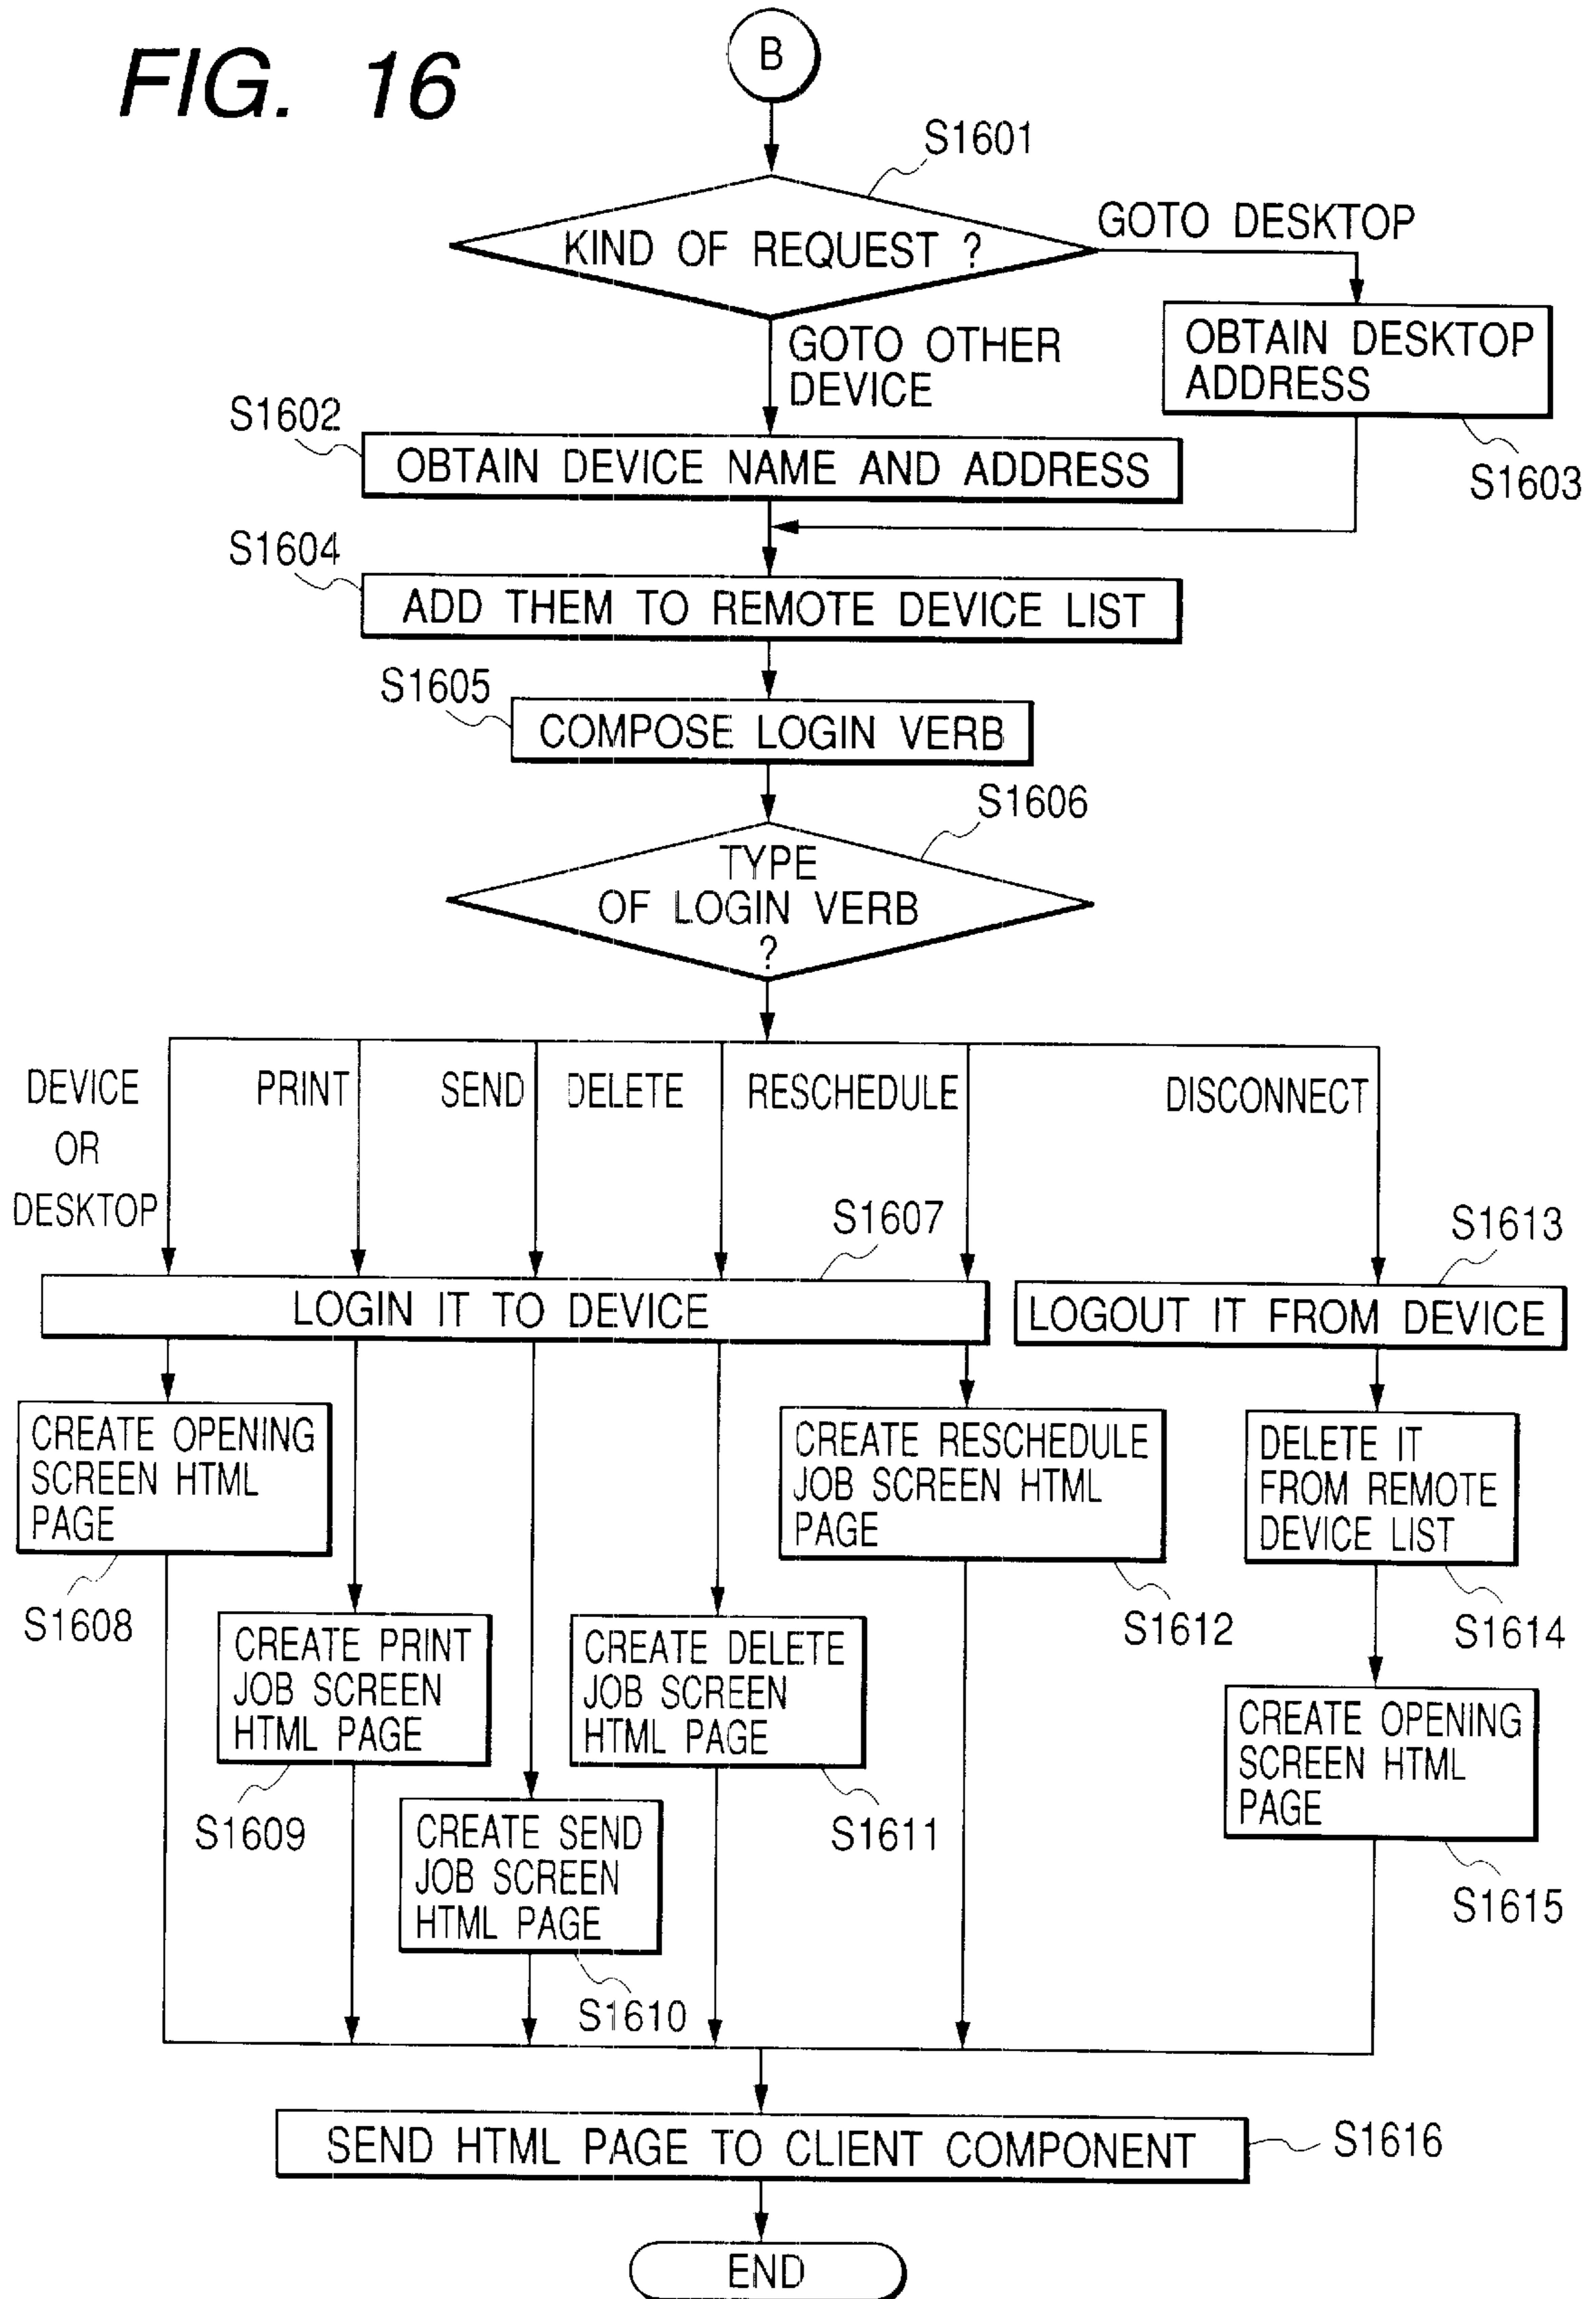 FIG. 16
B
S1601
KIND OF REQUEST ?
GOTO DESKTOP
GOTO OTHER
DEVICE
OBTAIN DESKTOP
ADDRESS
S1603
S1602
OBTAIN DEVICE NAME AND ADDRESS
S1604
ADD THEM TO REMOTE DEVICE LIST
S1605
COMPOSE LOGIN VERB
S1606
TYPE
OF LOGIN VERB
?
DEVICE
OR
DESKTOP
PRINT
SEND
DELETE
RESCHEDULE
DISCONNECT
S1607
LOGIN IT TO DEVICE
S1613
LOGOUT IT FROM DEVICE
CREATE OPENING
SCREEN HTML
PAGE
S1608
CREATE PRINT
JOB SCREEN
HTML PAGE
S1609
CREATE SEND
JOB SCREEN
HTML PAGE
S1610
CREATE DELETE
JOB SCREEN
HTML PAGE
S1611
CREATE RESCHEDULE
JOB SCREEN HTML
PAGE
S1612
DELETE IT
FROM REMOTE
DEVICE LIST
S1614
CREATE OPENING
SCREEN HTML
PAGE
S1615
SEND HTML PAGE TO CLIENT COMPONENT
S1616
END